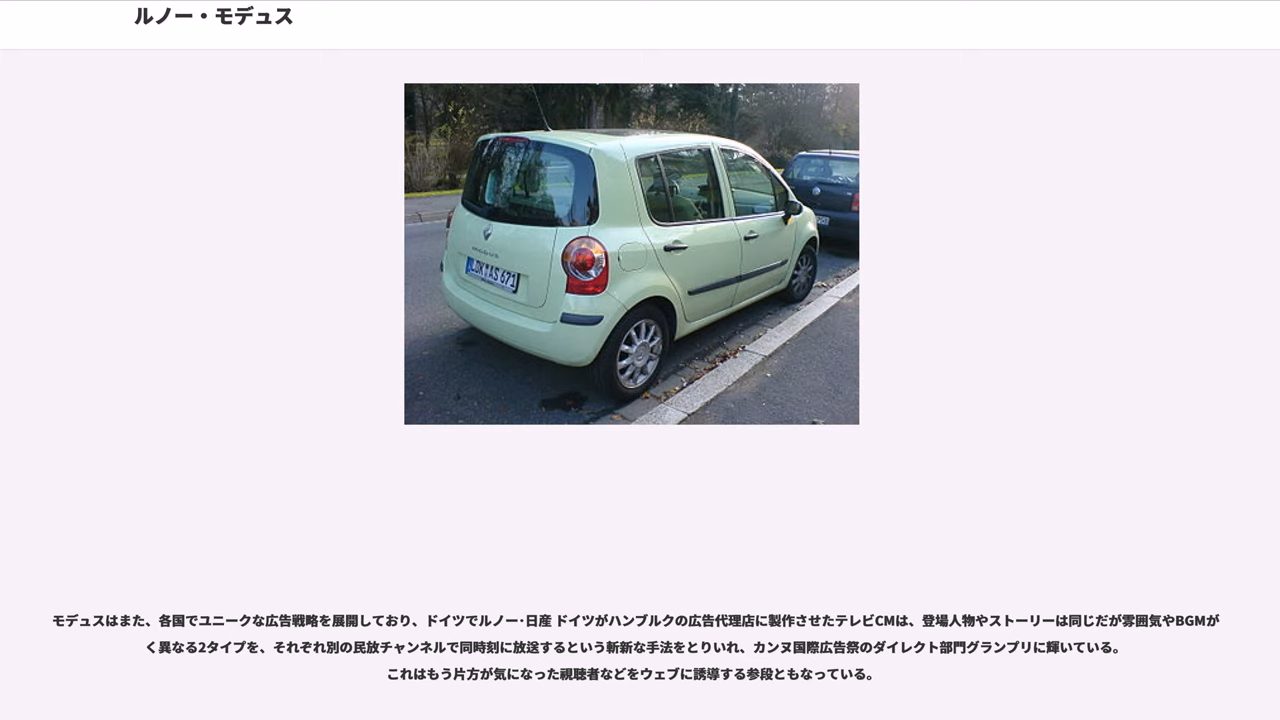 ルノー・モデュス
LDK AS 671
モデュスはまた、各国でユニークな広告戦略を展開しており、ドイツでルノー･日産 ドイツがハンブルクの広告代理店に製作させたテレビCMは、登場人物やストーリーは同じだが雰囲気やBGMが
く異なる2タイプを、それぞれ別の民放チャンネルで同時刻に放送するという斬新な手法をとりいれ、カンヌ国際広告祭のダイレクト部門グランプリに輝いている。
これはもう片方が気になった視聴者などをウェブに誘導する参段ともなっている。